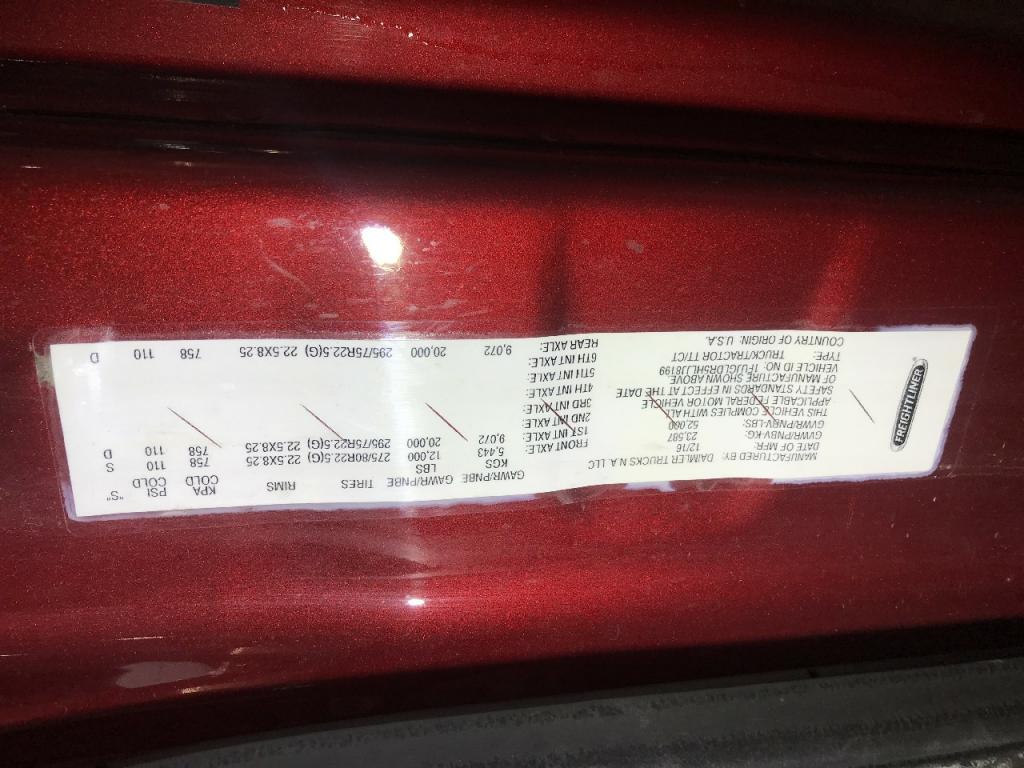 FREIGHTLINER
MANUFACTURED BY: DAIMLER TRUCKS N.A. LLC
DATE OF MFR: 12/16
GVWR/PNBV-KG: 23,587
GVWR/PNBV-LBS: 52,000
THIS VEHICLE COMPLIES WITH ALL
APPLICABLE FEDERAL MOTOR VEHICLE
SAFETY STANDARDS IN EFFECT AT THE DATE
OF MANUFACTURE SHOWN ABOVE
VEHICLE ID NO:
TYPE: TRUCK/TRACTOR TT/CT
COUNTRY OF ORIGIN: U.S.A.
GAWR/PNBE GAWR/PNBE TIRES RIMS KPA PSI "S"
KGS LBS COLD COLD
FRONT AXLE: 5,443 12,000 275/80R22.5(G) 22.5X8.25 758 110 S
1ST INT AXLE: 9,072 20,000 295/75R22.5(G) 22.5X8.25 758 110 D
2ND INT AXLE:
3RD INT AXLE:
4TH INT AXLE:
5TH INT AXLE:
6TH INT AXLE:
REAR AXLE: 9,072 20,000 295/75R22.5(G) 22.5X8.25 758 110 D